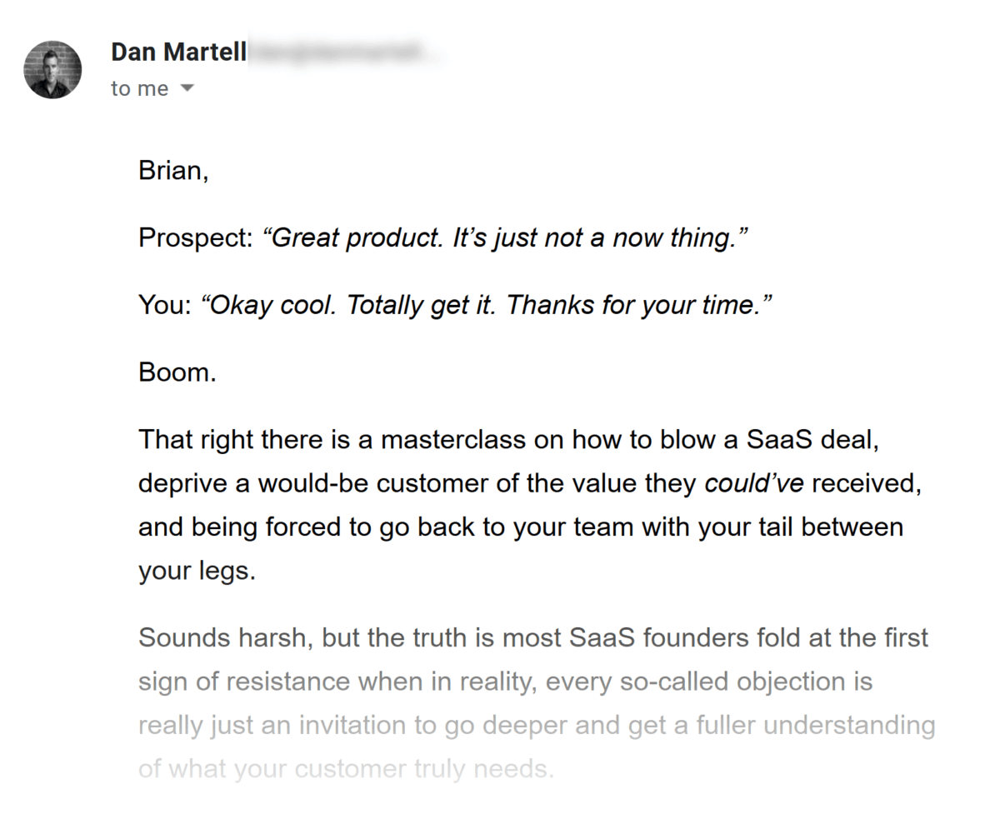 Dan Martell
to me
Brian,
Prospect: “Great product. It’s just not a now thing.”
You: “Okay cool. Totally get it. Thanks for your time.”
Boom.
That right there is a masterclass on how to blow a SaaS deal,
deprive a would-be customer of the value they could’ve received,
and being forced to go back to your team with your tail between
your legs.
Sounds harsh, but the truth is most SaaS founders fold at the first
sign of resistance when in reality, every so-called objection is
really just an invitation to go deeper and get a fuller understanding
of what your customer truly needs.